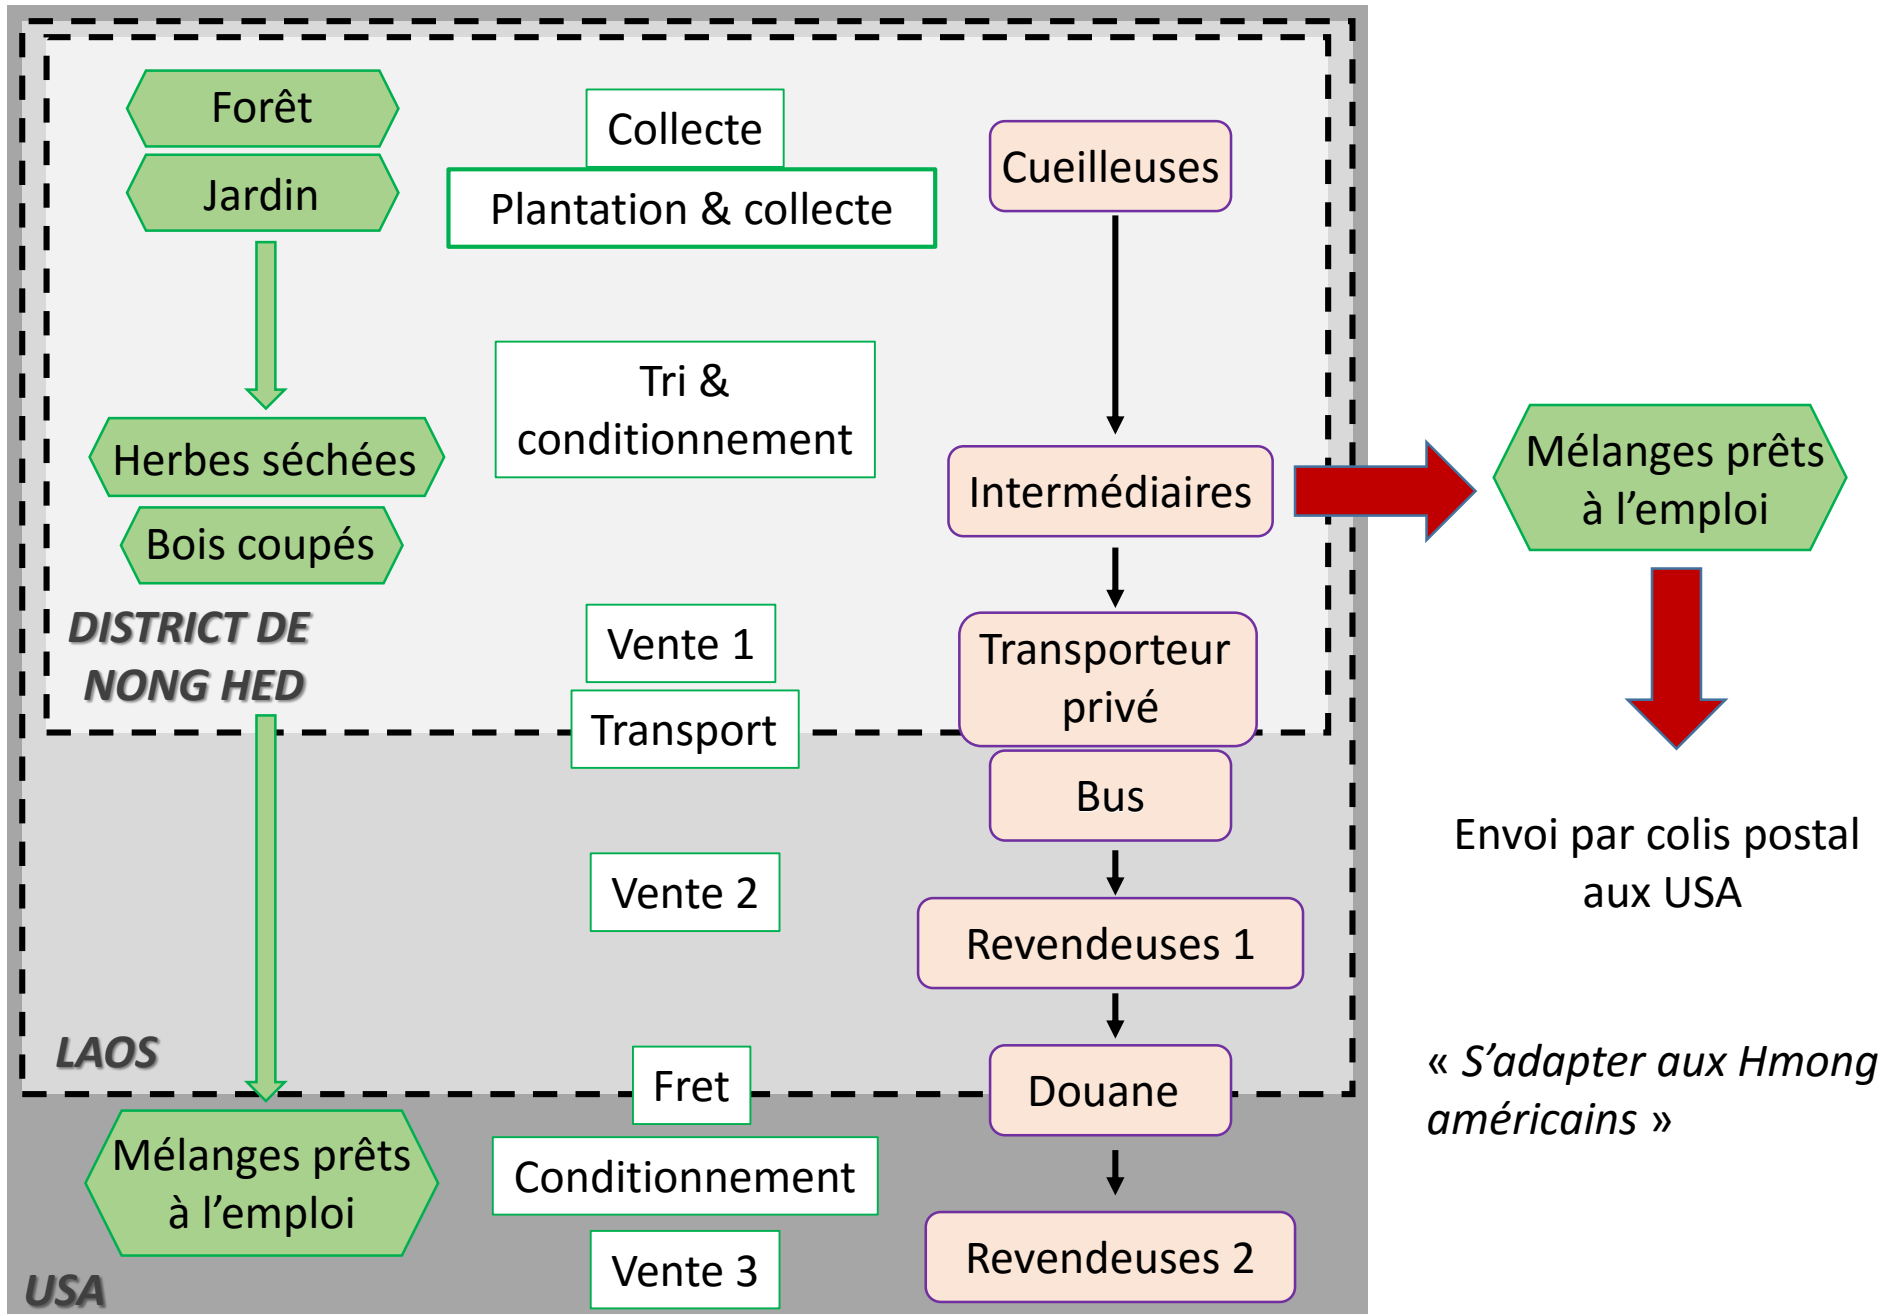 Forêt
Jardin
Herbes séchées
Bois coupés
DISTRICT DE
NONG HED
LAOS
Mélanges prêts
à l’emploi
USA
Collecte
Plantation & collecte
Tri &
conditionnement
Vente 1
Transport
Vente 2
Fret
Conditionnement
Vente 3
Cueilleuses
Intermédiaires
Transporteur
privé
Bus
Revendeuses 1
Douane
Revendeuses 2
Mélanges prêts
à l’emploi
Envoi par colis postal
aux USA
« S’adapter aux Hmong
américains »